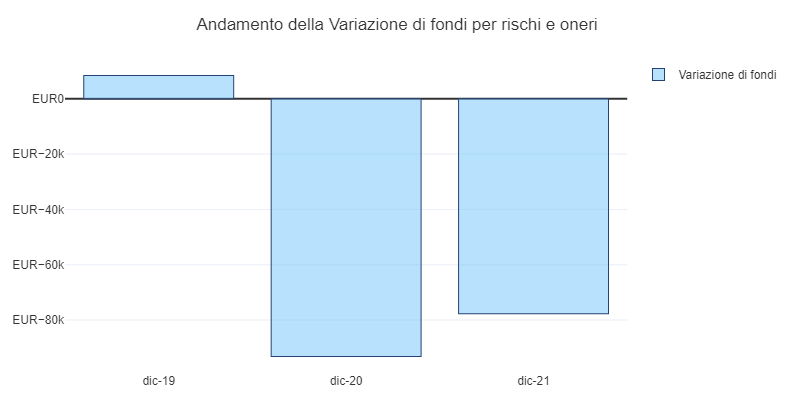 Andamento della Variazione di fondi per rischi e oneri
Variazione di fondi
EUR0
EUR−20k
EUR−40k
EUR−60k
EUR−80k
dic-19
dic-20
dic-21